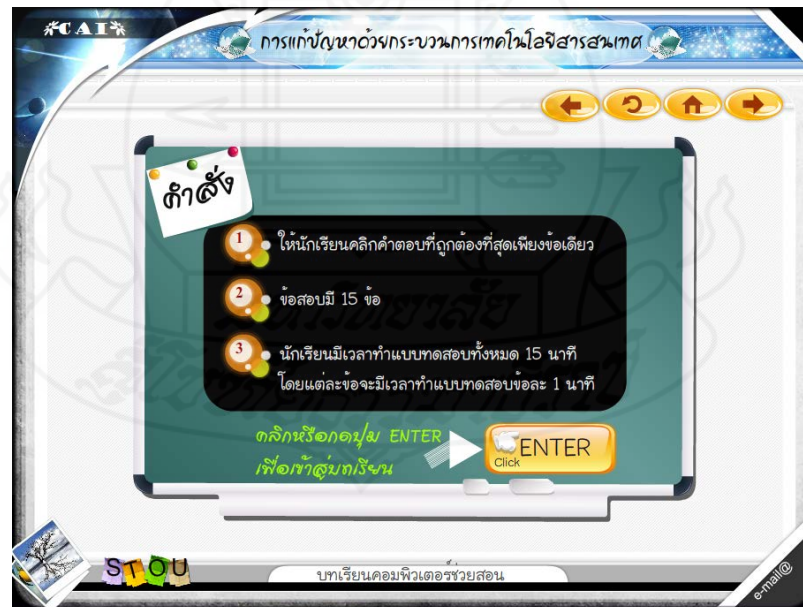 *CAI*
การแก้ปัญหาด้วยกระบวนการเทคโนโลยีสารสนเทศ
คำสั่ง
1 ให้นักเรียนคลิกคำตอบที่ถูกต้องที่สุดเพียงข้อเดียว
2 ข้อสอบมี 15 ข้อ
3 นักเรียนมีเวลาทำแบบทดสอบทั้งหมด 15 นาที
โดยแต่ละข้อจะมีเวลาทำแบบทดสอบข้อละ 1 นาที
คลิกหรือกดปุ่ม ENTER
เพื่อเข้าสู่บทเรียน
ENTER
Click
STOU
บทเรียนคอมพิวเตอร์ช่วยสอน
e-mail@